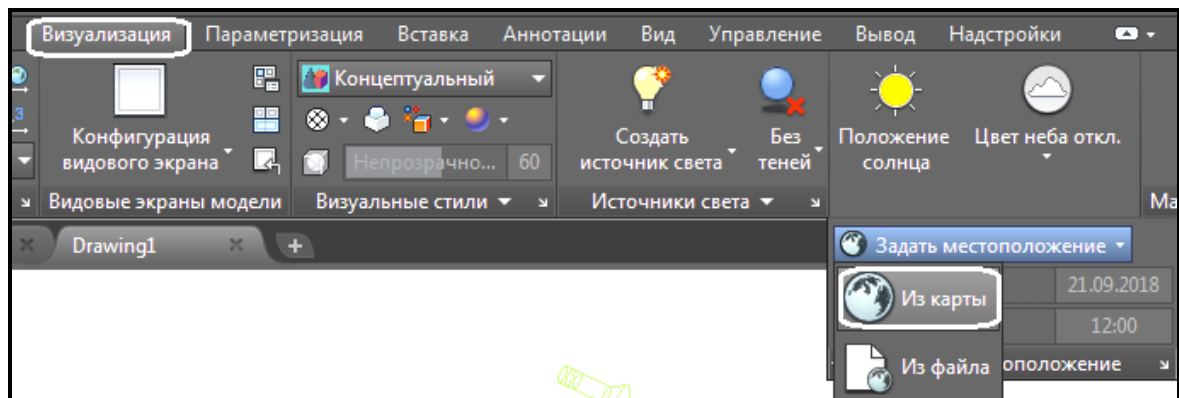 Визуализация Параметризация Вставка Аннотации Вид Управление Вывод Надстройки
Концептуальный
Конфигурация
видового экрана
Непрозрачно... 60
Создать
источник света
Без
теней
Положение
солнца
Цвет неба откл.
Видовые экраны модели Визуальные стили Источники света
Drawing1
Задать местоположение
Из карты 21.09.2018
12:00
Из файла